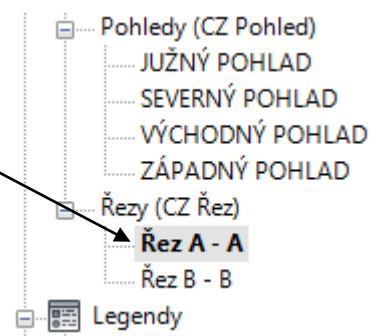 Pohledy (CZ Pohled)
JUŽNÝ POHLAD
SEVERNÝ POHLAD
VÝCHODNÝ POHLAD
ZÁPADNÝ POHLAD
Řezy (CZ Řez)
Řez A - A
Řez B - B
Legendy